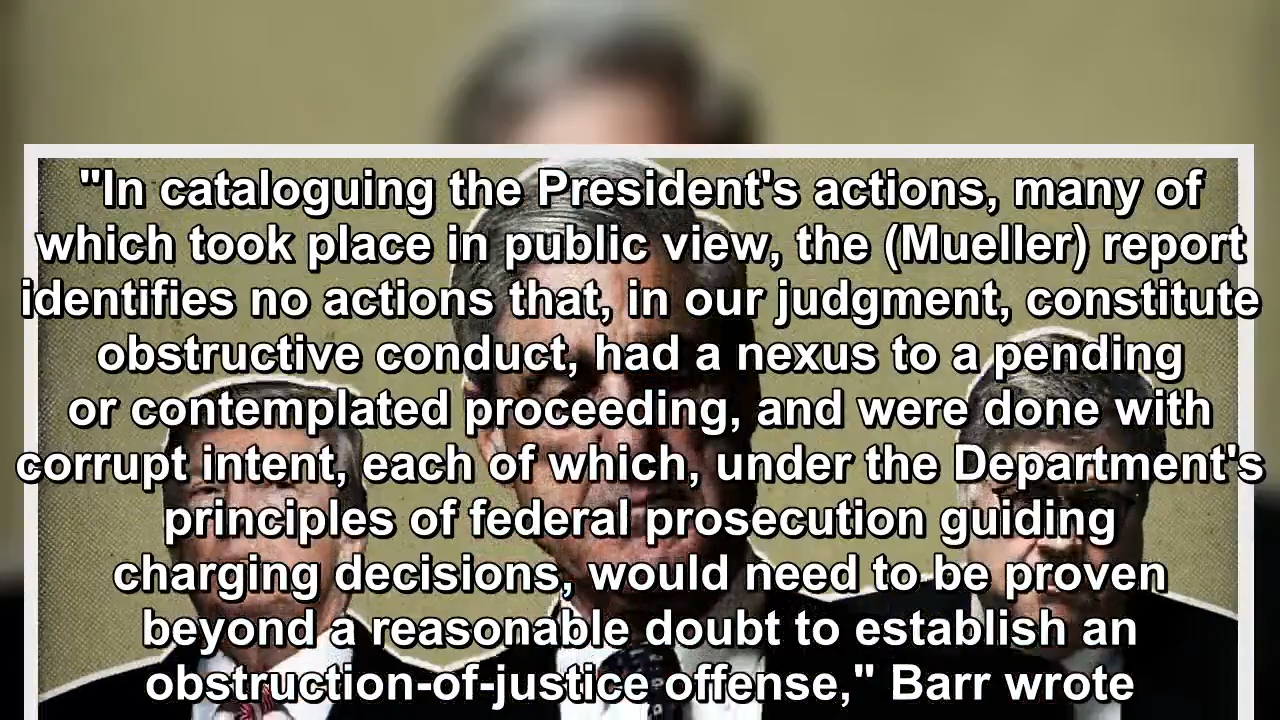 "In cataloguing the President's actions, many of
which took place in public view, the (Mueller) report
identifies no actions that, in our judgment, constitute
obstructive conduct, had a nexus to a pending
or contemplated proceeding, and were done with
corrupt intent, each of which, under the Department's
principles of federal prosecution guiding
charging decisions, would need to be proven
beyond a reasonable doubt to establish an
obstruction-of-justice offense," Barr wrote